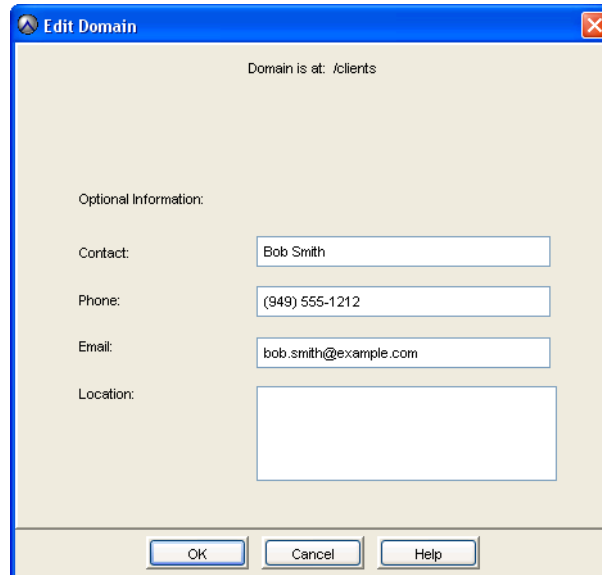 Edit Domain
Domain is at: /clients
Optional Information:
Contact: Bob Smith
Phone: (949) 555-1212
Email: bob.smith@example.com
Location:
OK Cancel Help